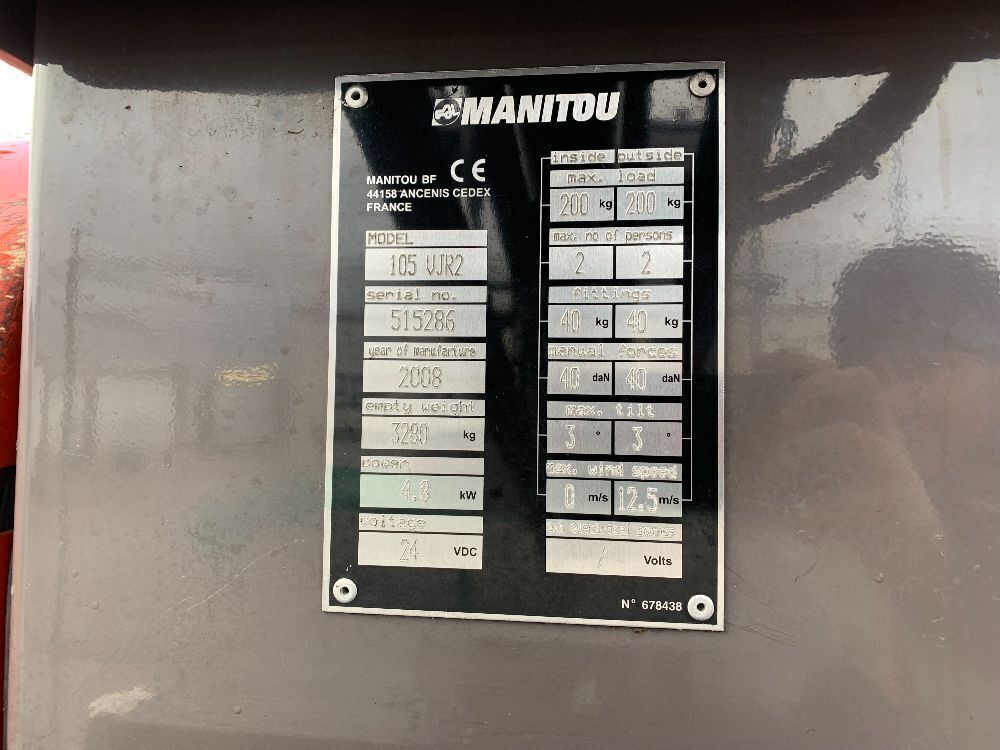 MANITOU
MANITOU BF CE
44158 ANCENIS CEDEX
FRANCE
MODEL
105 VJR2
serial no.
515286
year of manufacture
2008
empty weight
3280 kg
power
4.8 kW
voltage
24 VDC
inside outside
max. load
200 kg 200 kg
max. no of persons
2 2
fittings
40 kg 40 kg
manual forces
40 daN 40 daN
max. tilt
3 ° 3 °
max. wind speed
0 m/s 12.5 m/s
ext electrical source
/ Volts
N° 678438